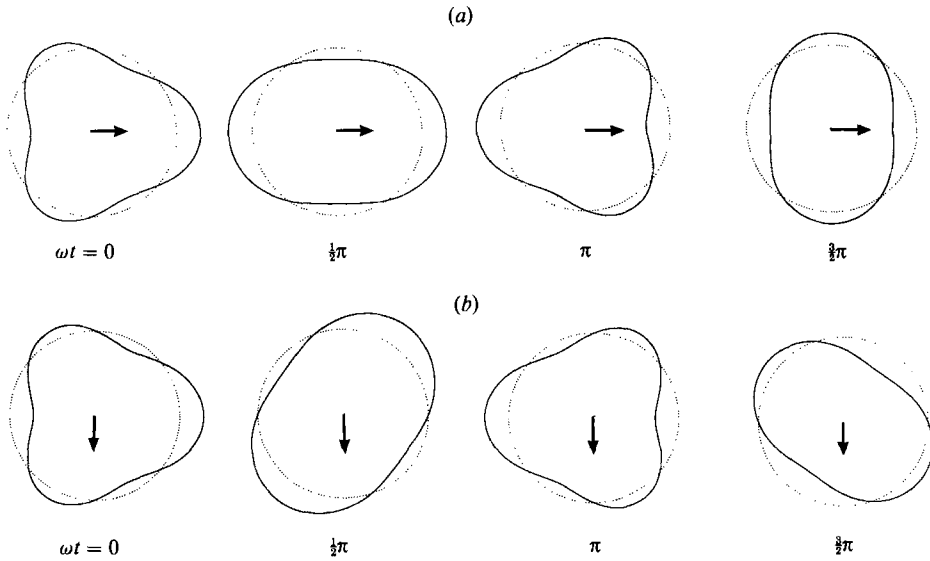 (a)
ωt = 0 ½π π 3/2π
(b)
ωt = 0 ½π π 3/2π